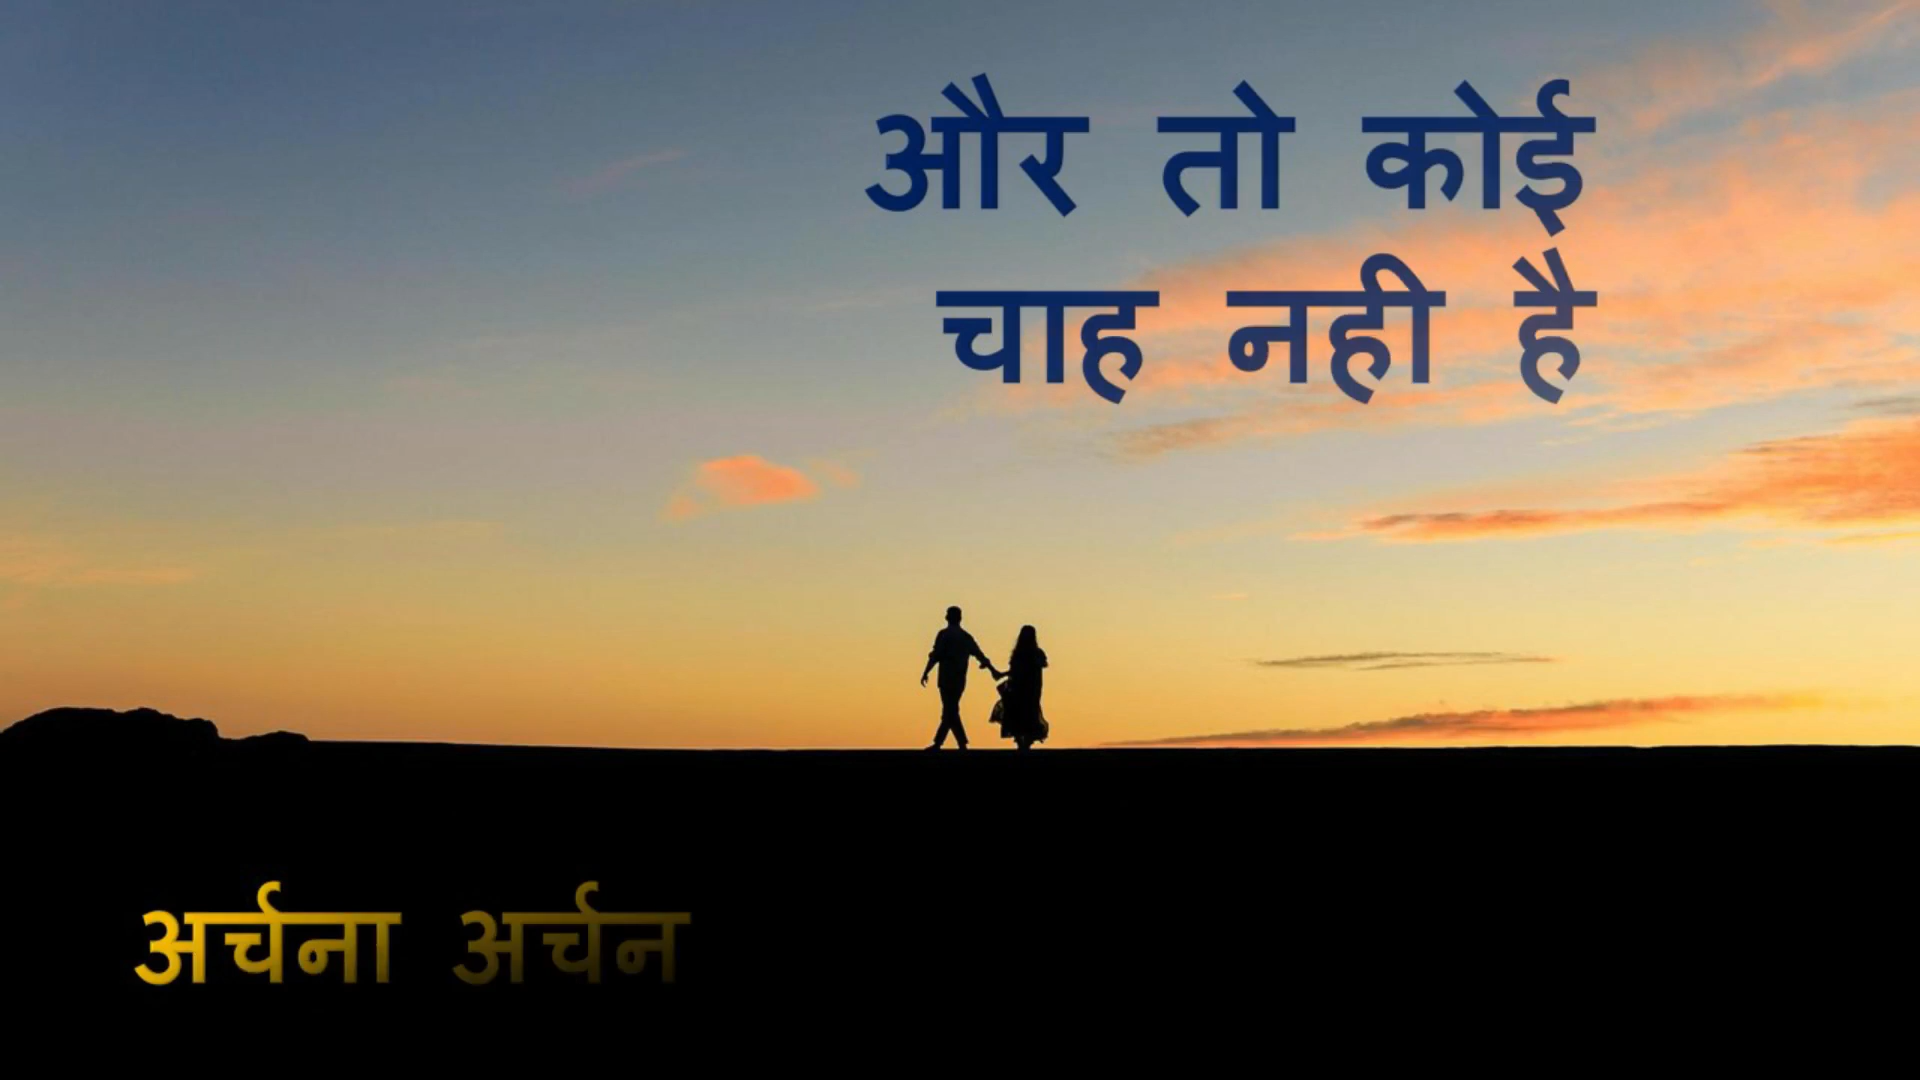 और तो कोई
चाह नही है
अर्चना अर्चन